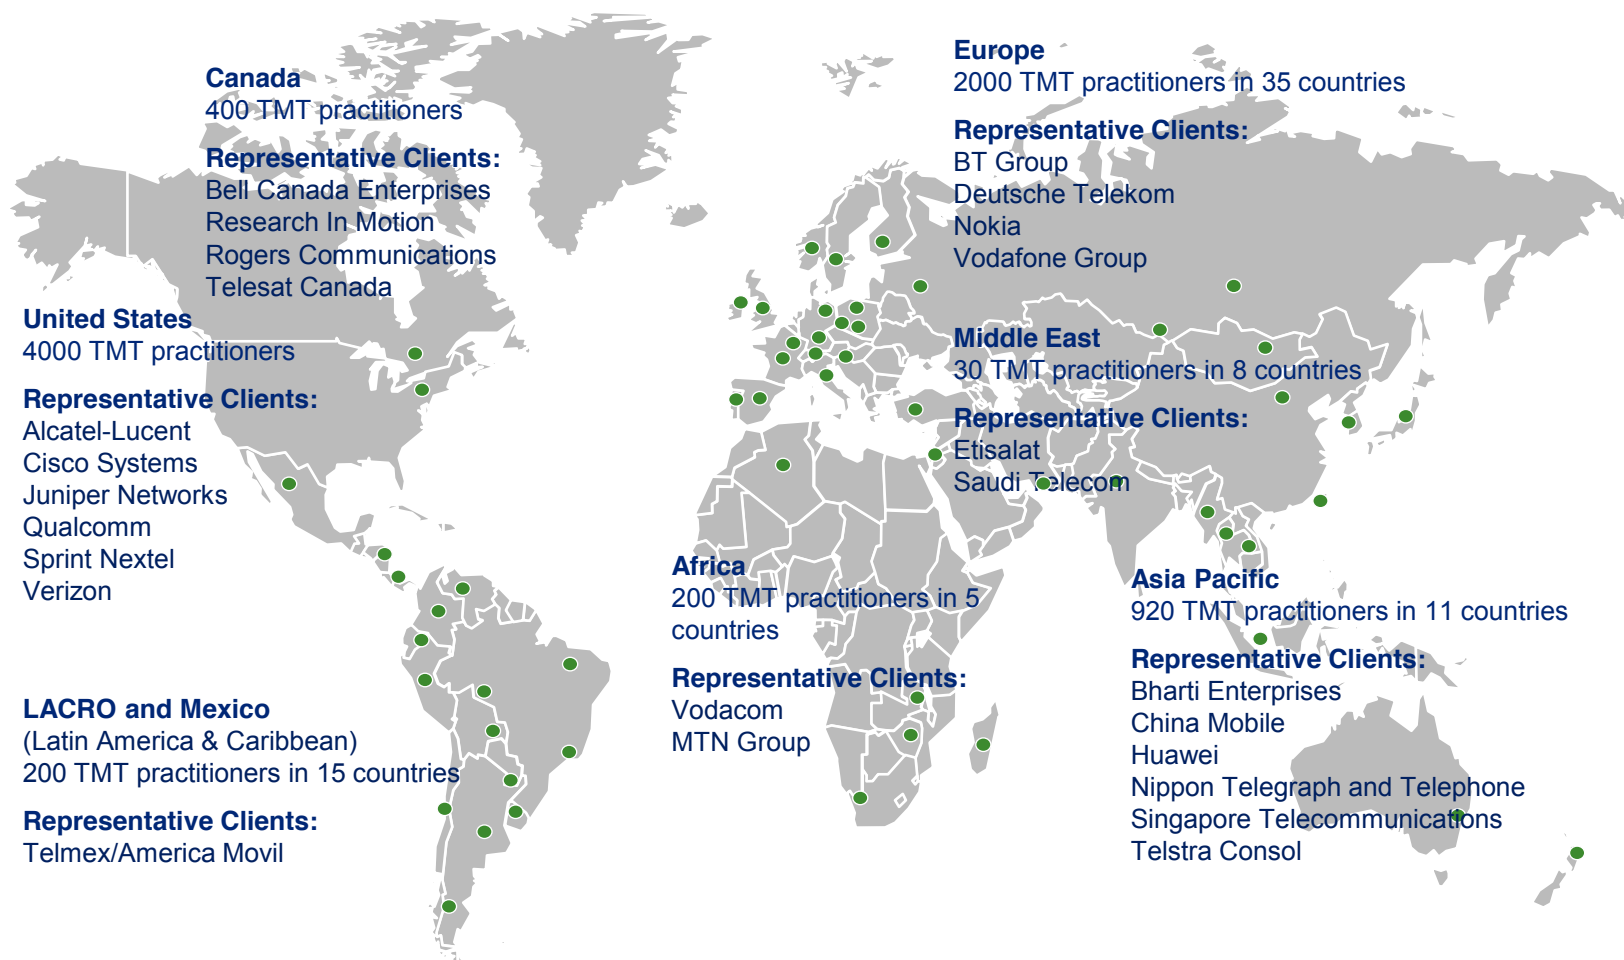 Canada
400 TMT practitioners
Representative Clients:
Bell Canada Enterprises
Research In Motion
Rogers Communications
Telesat Canada
United States
4000 TMT practitioners
Representative Clients:
Alcatel-Lucent
Cisco Systems
Juniper Networks
Qualcomm
Sprint Nextel
Verizon
LACRO and Mexico
(Latin America & Caribbean)
200 TMT practitioners in 15 countries
Representative Clients:
Telmex/America Movil
Europe
2000 TMT practitioners in 35 countries
Representative Clients:
BT Group
Deutsche Telekom
Nokia
Vodafone Group
Middle East
30 TMT practitioners in 8 countries
Representative Clients:
Etisalat
Saudi Telecom
Africa
200 TMT practitioners in 5
countries
Representative Clients:
Vodacom
MTN Group
Asia Pacific
920 TMT practitioners in 11 countries
Representative Clients:
Bharti Enterprises
China Mobile
Huawei
Nippon Telegraph and Telephone
Singapore Telecommunications
Telstra Consol